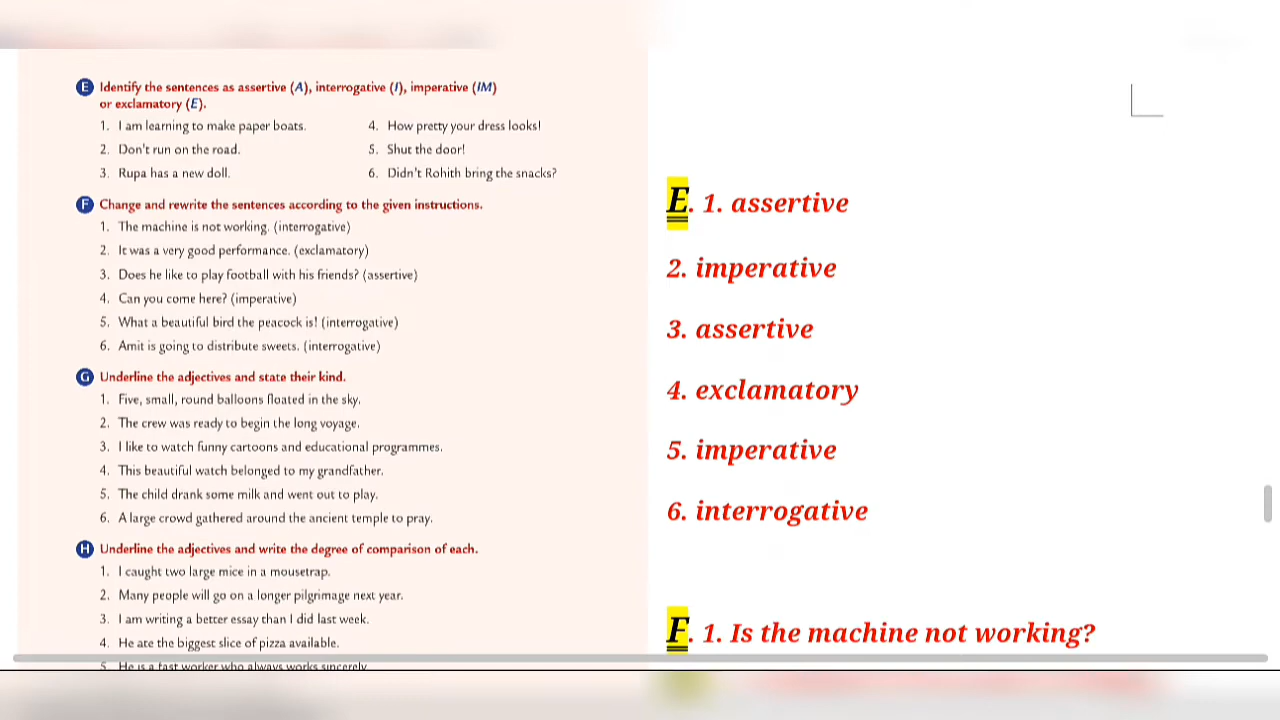 E Identify the sentences as assertive (A), interrogative (I), imperative (IM)
or exclamatory (E).
1. I am learning to make paper boats.
2. Don't run on the road.
3. Rupa has a new doll.
4. How pretty your dress looks!
5. Shut the door!
6. Didn't Rohith bring the snacks?
F Change and rewrite the sentences according to the given instructions.
1. The machine is not working. (interrogative)
2. It was a very good performance. (exclamatory)
3. Does he like to play football with his friends? (assertive)
4. Can you come here? (imperative)
5. What a beautiful bird the peacock is! (interrogative)
6. Amit is going to distribute sweets. (interrogative)
G Underline the adjectives and state their kind.
1. Five, small, round balloons floated in the sky.
2. The crew was ready to begin the long voyage.
3. I like to watch funny cartoons and educational programmes.
4. This beautiful watch belonged to my grandfather.
5. The child drank some milk and went out to play.
6. A large crowd gathered around the ancient temple to pray.
H Underline the adjectives and write the degree of comparison of each.
1. I caught two large mice in a mousetrap.
2. Many people will go on a longer pilgrimage next year.
3. I am writing a better essay than I did last week.
4. He ate the biggest slice of pizza available.
5. He is a fast worker who always works sincerely
E. 1. assertive
2. imperative
3. assertive
4. exclamatory
5. imperative
6. interrogative
F. 1. Is the machine not working?